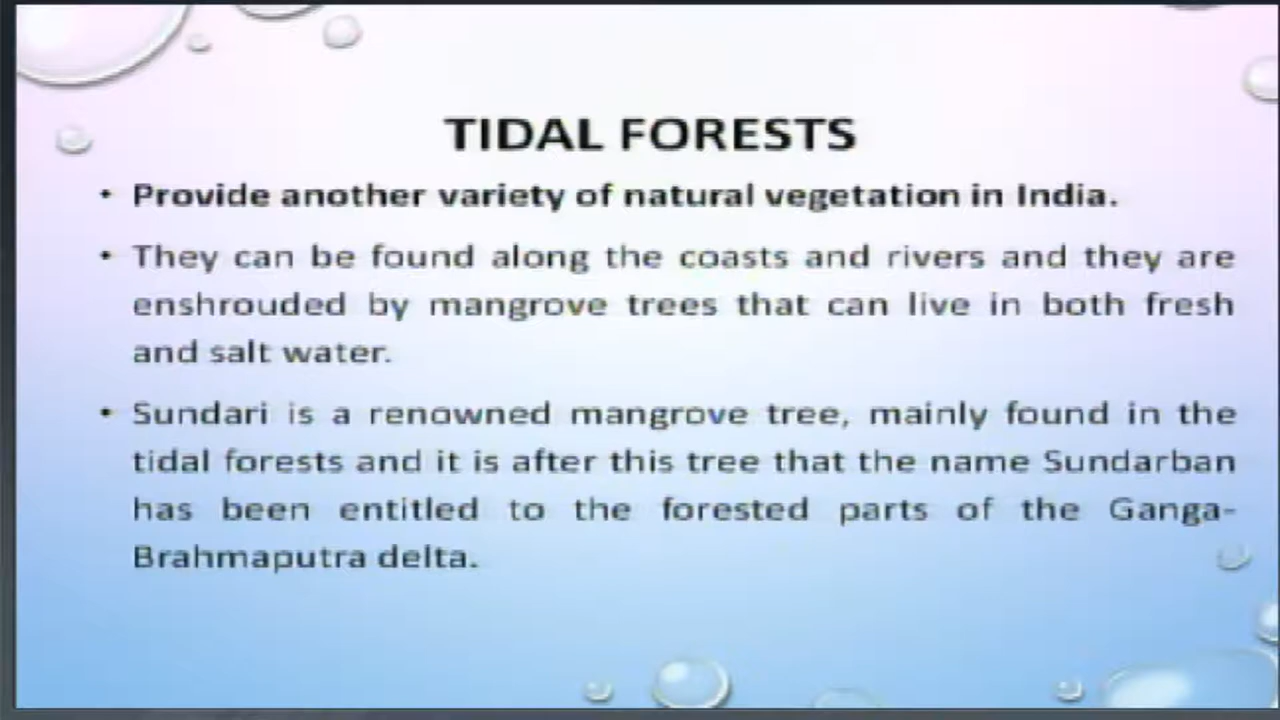 TIDAL FORESTS
• Provide another variety of natural vegetation in India.
• They can be found along the coasts and rivers and they are
enshrouded by mangrove trees that can live in both fresh
and salt water.
• Sundari is a renowned mangrove tree, mainly found in the
tidal forests and it is after this tree that the name Sundarban
has been entitled to the forested parts of the Ganga-
Brahmaputra delta.